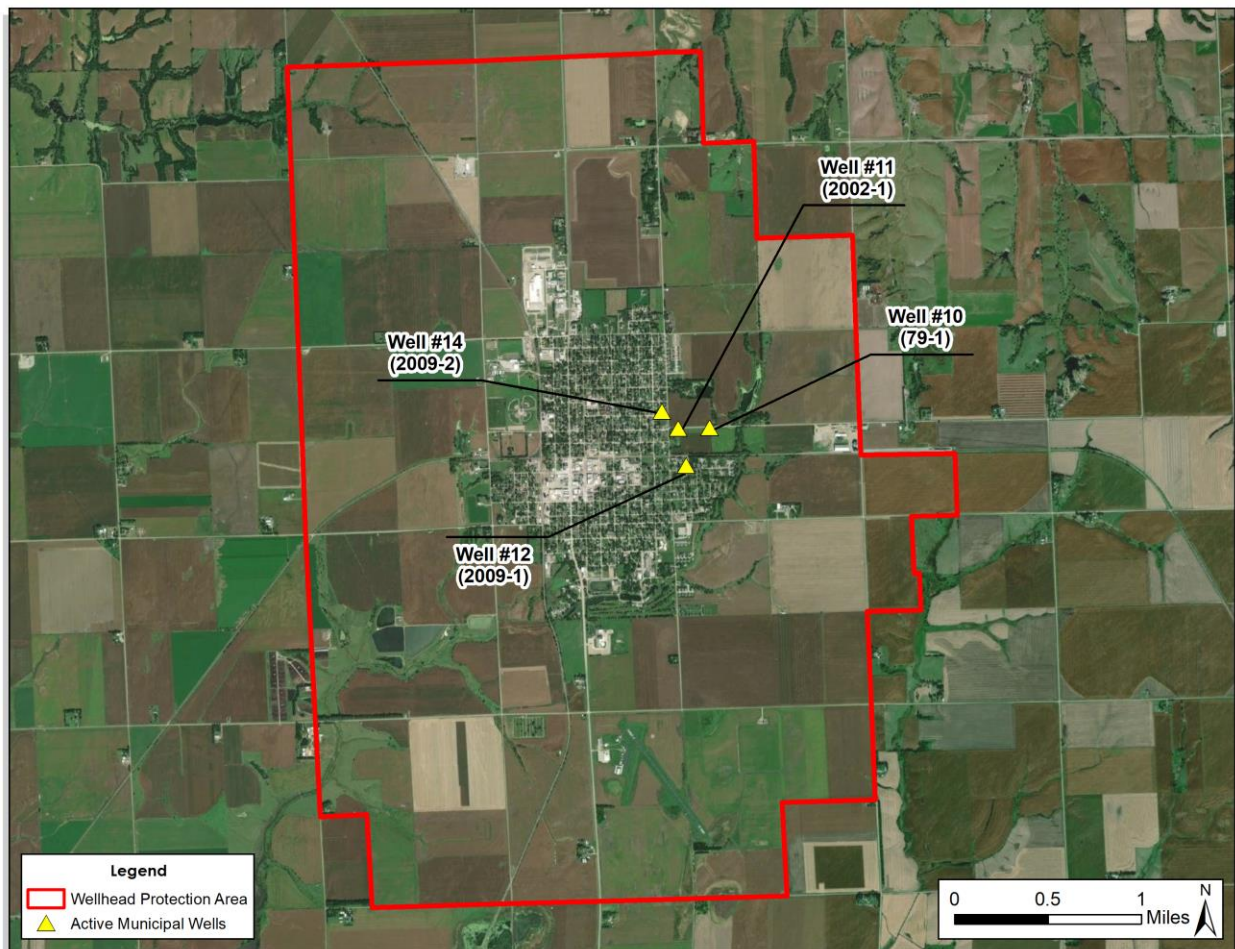 Well #11
(2002-1)
Well #10
(79-1)
Well #14
(2009-2)
Well #12
(2009-1)
Legend
Wellhead Protection Area
Active Municipal Wells
0 0.5 1
Miles
N